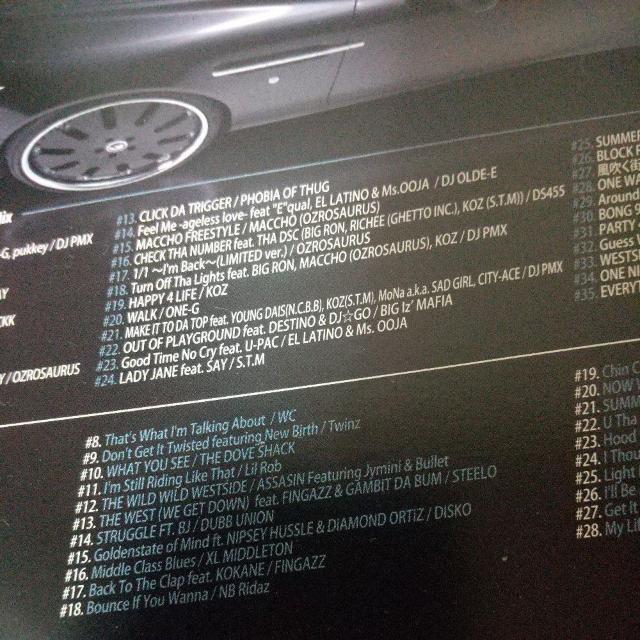 lix
-G, pukkey / DJ PMX
AY
CKK
Y / OZROSAURUS
#13. CLICK DA TRIGGER / PHOBIA OF THUG
#14. Feel Me -ageless love- feat "E"qual, EL LATINO & Ms.OOJA / DJ OLDE-E
#15. MACCHO FREESTYLE / MACCHO (OZROSAURUS)
#16. CHECK THA NUMBER feat. THA DSC (BIG RON, RICHEE (GHETTO INC.), KOZ (S.T.M)) / DS455
#17. 1/1 ～I'm Back～(LIMITED ver.) / OZROSAURUS
#18. Turn Off Tha Lights feat. BIG RON, MACCHO (OZROSAURUS), KOZ / DJ PMX
#19. HAPPY 4 LIFE / KOZ
#20. WALK / ONE-G
#21. MAKE IT TO DA TOP feat. YOUNG DAIS(N.C.B.B), KOZ(S.T.M), MoNa a.k.a. SAD GIRL, CITY-ACE / DJ PMX
#22. OUT OF PLAYGROUND feat. DESTINO & DJ☆GO / BIG Iz' MAFIA
#23. Good Time No Cry feat. U-PAC / EL LATINO & Ms. OOJA
#24. LADY JANE feat. SAY / S.T.M
#25. SUMMER
#26. BLOCK
#27. 風吹く
#28. ONE WA
#29. Around
#30. BONG
#31. PARTY
#32. Guess
#33. WESTS
#34. ONE N
#35. EVERYT
#8. That's What I'm Talking About / WC
#9. Don't Get It Twisted featuring New Birth / Twinz
#10. WHAT YOU SEE / THE DOVE SHACK
#11. I'm Still Riding Like That / Lil Rob
#12. THE WILD WILD WESTSIDE / ASSASIN Featuring Jymini & Bullet
#13. THE WEST (WE GET DOWN) feat. FINGAZZ & GAMBIT DA BUM / STEELO
#14. STRUGGLE FT. BJ / DUBB UNION
#15. Goldenstate of Mind ft. NIPSEY HUSSLE & DIAMOND ORTiZ / DISKO
#16. Middle Class Blues / XL MIDDLETON
#17. Back To The Clap feat. KOKANE / FINGAZZ
#18. Bounce If You Wanna / NB Ridaz
#19. Chin C
#20. NOW
#21. SUMM
#22. U Tha
#23. Hood
#24. I Thou
#25. Light
#26. I'll Be
#27. Get It
#28. My Li